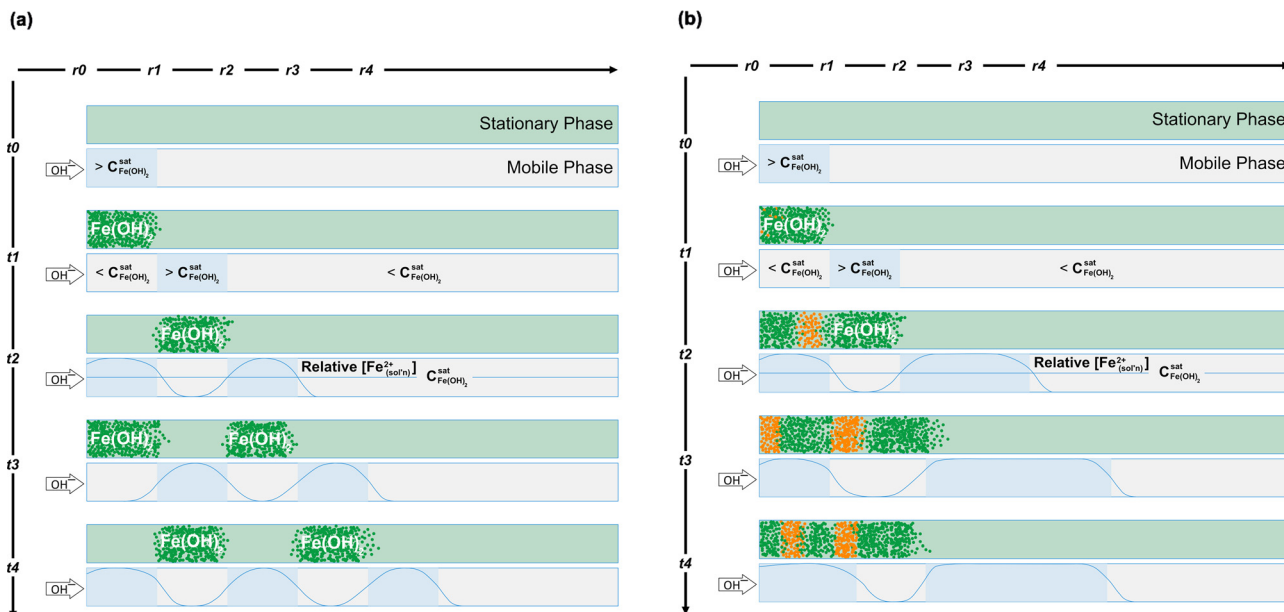 (a)
r0 r1 r2 r3 r4
t0
Stationary Phase
OH⁻
> C^sat_Fe(OH)₂
Mobile Phase
t1
Fe(OH)₂
OH⁻
< C^sat_Fe(OH)₂
> C^sat_Fe(OH)₂
< C^sat_Fe(OH)₂
t2
Fe(OH)₂
OH⁻
Relative [Fe²⁺_(sol'n)]
C^sat_Fe(OH)₂
t3
Fe(OH)₂
Fe(OH)₂
OH⁻
t4
Fe(OH)₂
Fe(OH)₂
OH⁻
(b)
r0 r1 r2 r3 r4
t0
Stationary Phase
OH⁻
> C^sat_Fe(OH)₂
Mobile Phase
t1
Fe(OH)₂
OH⁻
< C^sat_Fe(OH)₂
> C^sat_Fe(OH)₂
< C^sat_Fe(OH)₂
t2
Fe(OH)₂
OH⁻
Relative [Fe²⁺_(sol'n)]
C^sat_Fe(OH)₂
t3
OH⁻
t4
OH⁻